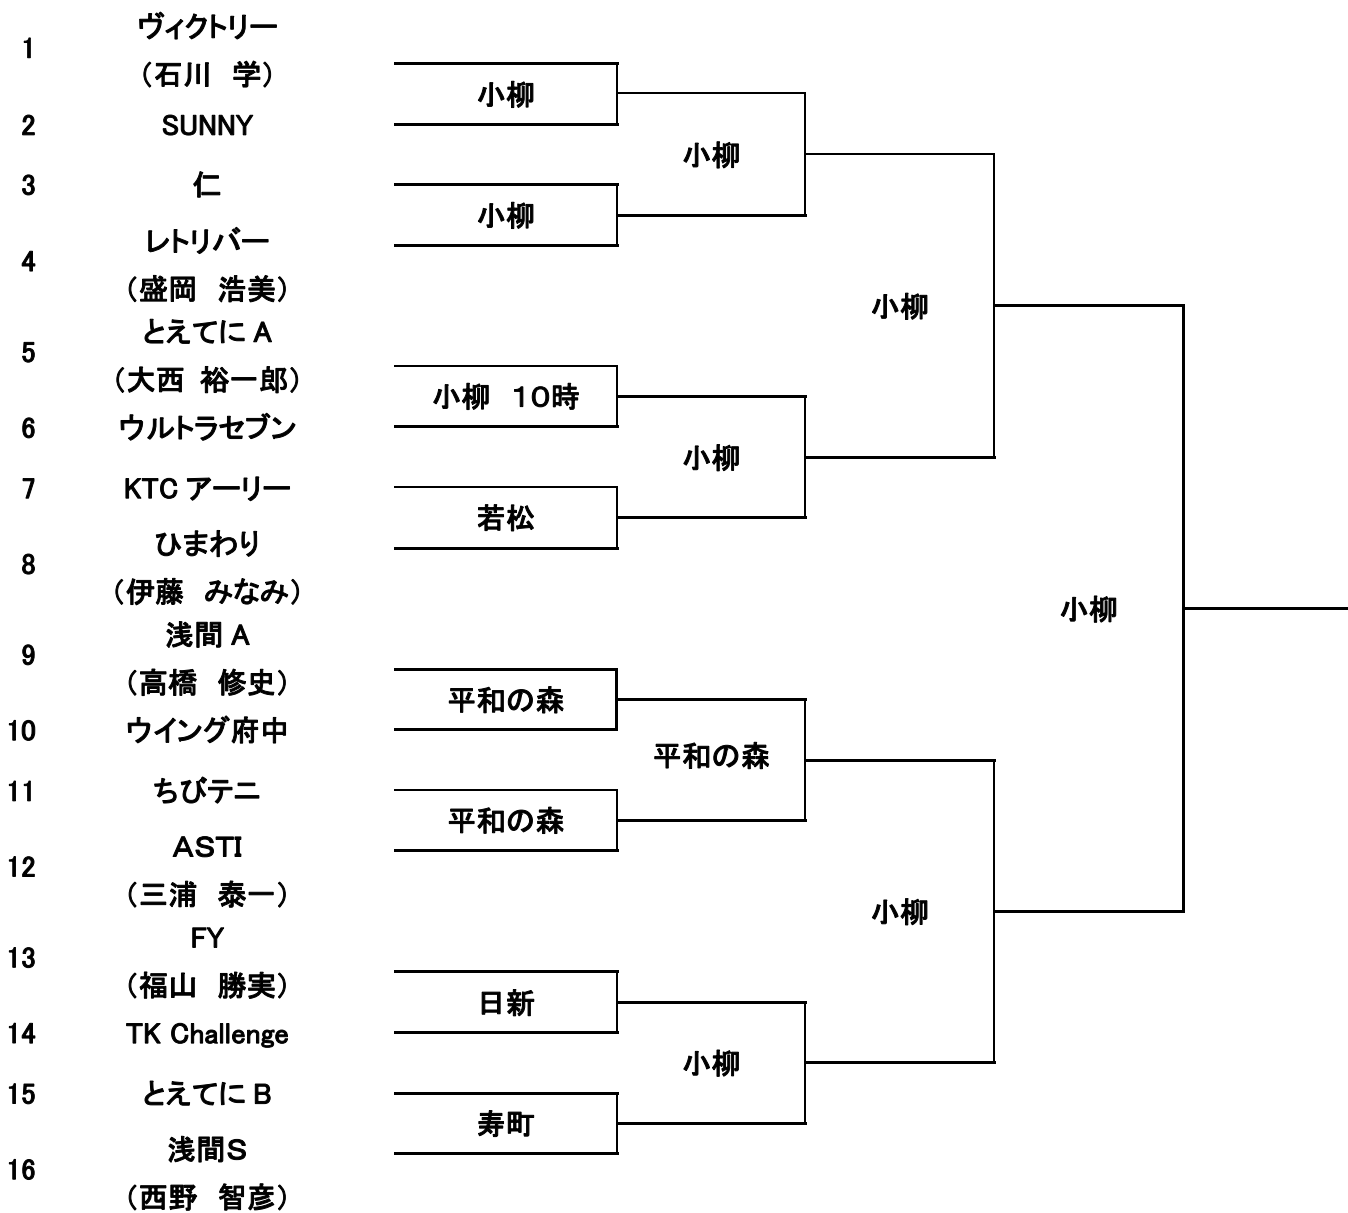 1
ヴィクトリー
（石川　学）
2
SUNNY
3
仁
4
レトリバー
（盛岡　浩美）
5
とえてに A
（大西　裕一郎）
6
ウルトラセブン
7
KTC アーリー
8
ひまわり
（伊藤　みなみ）
9
浅間 A
（高橋　修史）
10
ウイング府中
11
ちびテニ
12
ASTI
（三浦　泰一）
13
FY
（福山　勝実）
14
TK Challenge
15
とえてに B
16
浅間S
（西野　智彦）
小柳
小柳
小柳　10時
若松
平和の森
平和の森
日新
寿町
小柳
小柳
平和の森
小柳
小柳
小柳
小柳